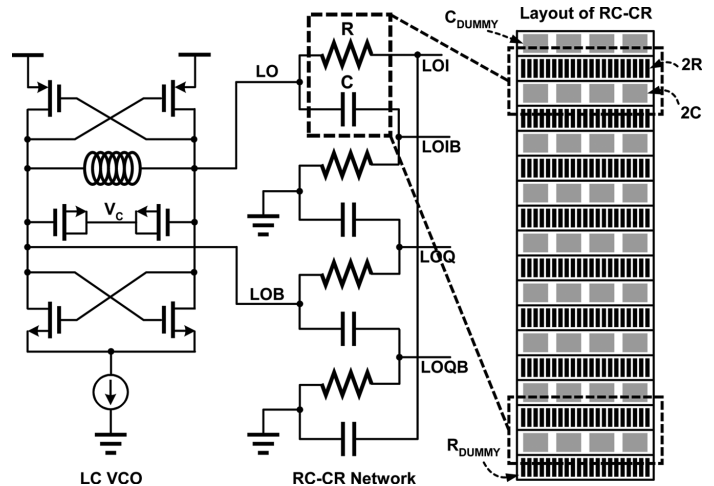 C_DUMMY
Layout of RC-CR
R
LO
LOI
2R
C
2C
LOIB
V_C
LOQ
LOB
LOQB
R_DUMMY
LC VCO
RC-CR Network